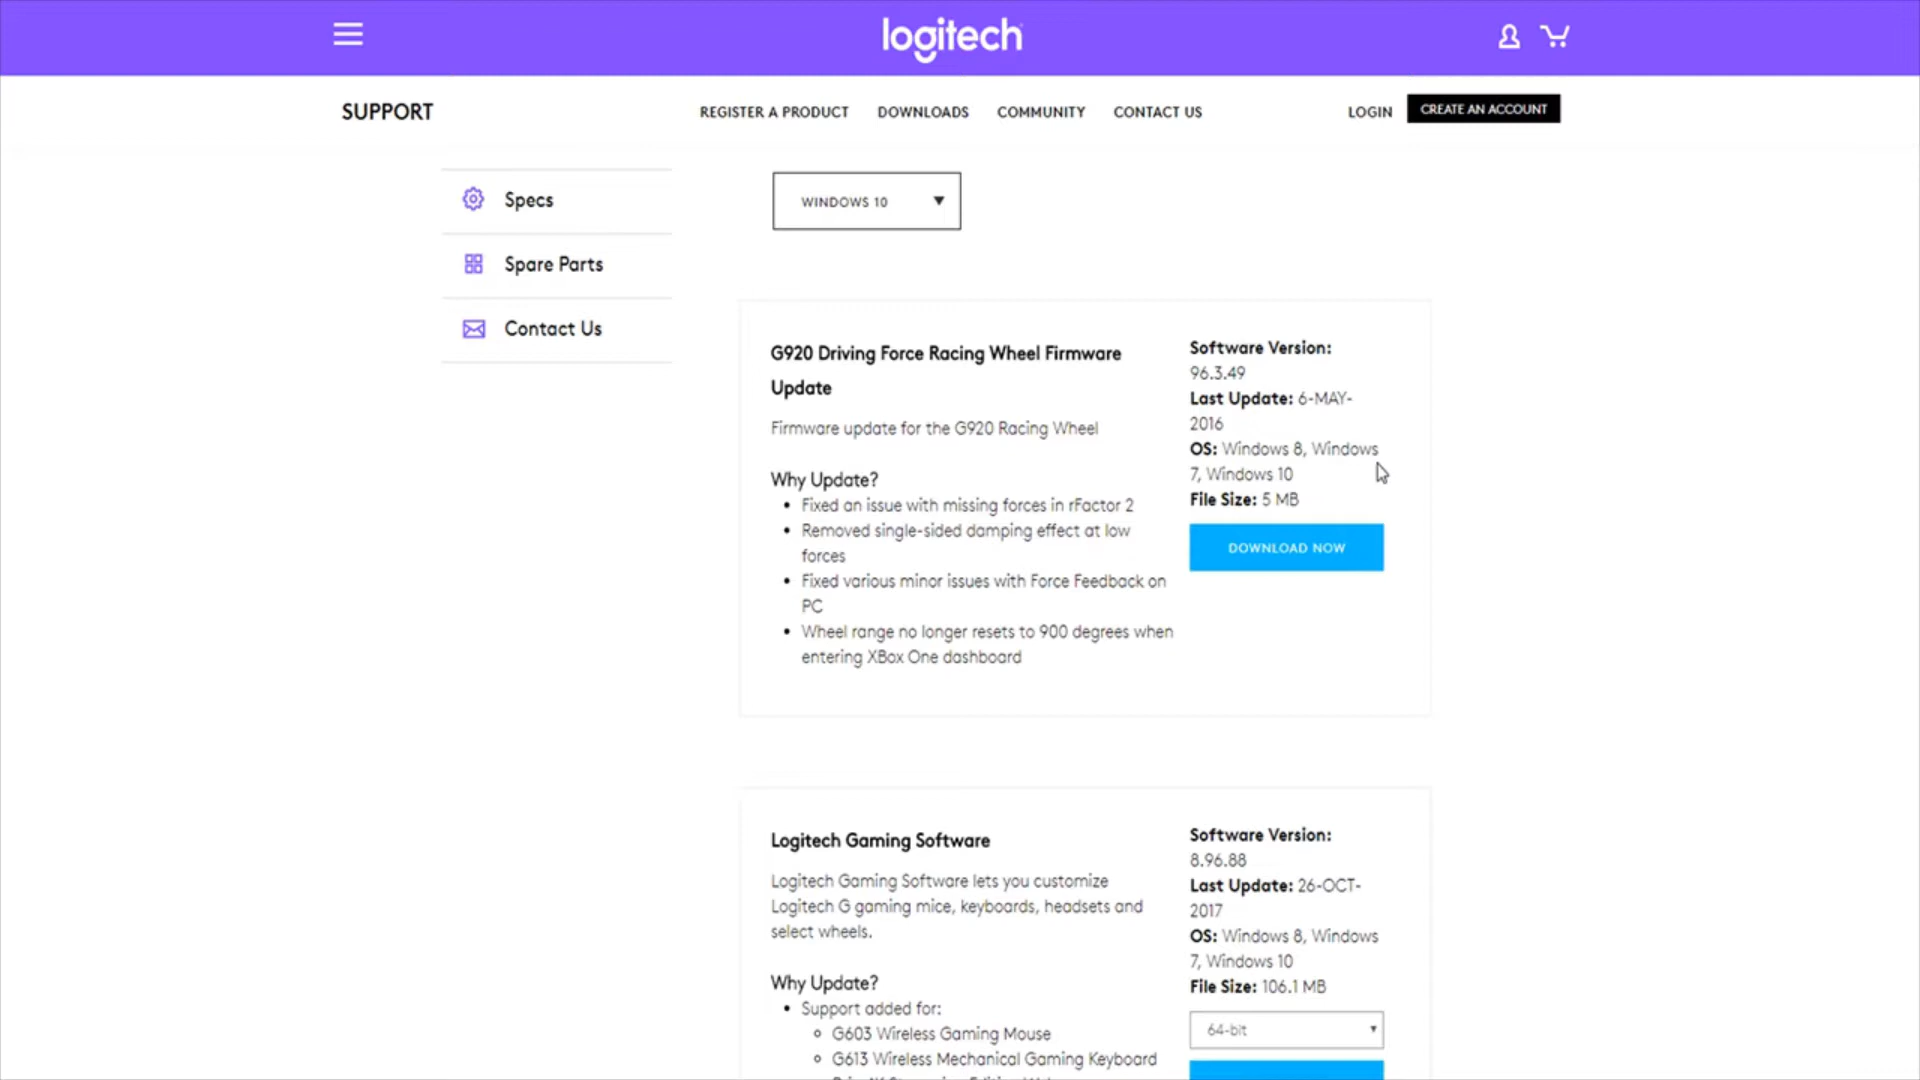 logitech
SUPPORT
REGISTER A PRODUCT
DOWNLOADS
COMMUNITY
CONTACT US
LOGIN
CREATE AN ACCOUNT
Specs
Spare Parts
Contact Us
WINDOWS 10
G920 Driving Force Racing Wheel Firmware
Update
Firmware update for the G920 Racing Wheel
Why Update?
• Fixed an issue with missing forces in rFactor 2
• Removed single-sided damping effect at low
forces
• Fixed various minor issues with Force Feedback on
PC
• Wheel range no longer resets to 900 degrees when
entering XBox One dashboard
Software Version:
96.3.49
Last Update: 6-MAY-
2016
OS: Windows 8, Windows
7, Windows 10
File Size: 5 MB
DOWNLOAD NOW
Logitech Gaming Software
Logitech Gaming Software lets you customize
Logitech G gaming mice, keyboards, headsets and
select wheels.
Why Update?
• Support added for:
G603 Wireless Gaming Mouse
G613 Wireless Mechanical Gaming Keyboard
Software Version:
8.96.88
Last Update: 26-OCT-
2017
OS: Windows 8, Windows
7, Windows 10
File Size: 106.1 MB
64-bit